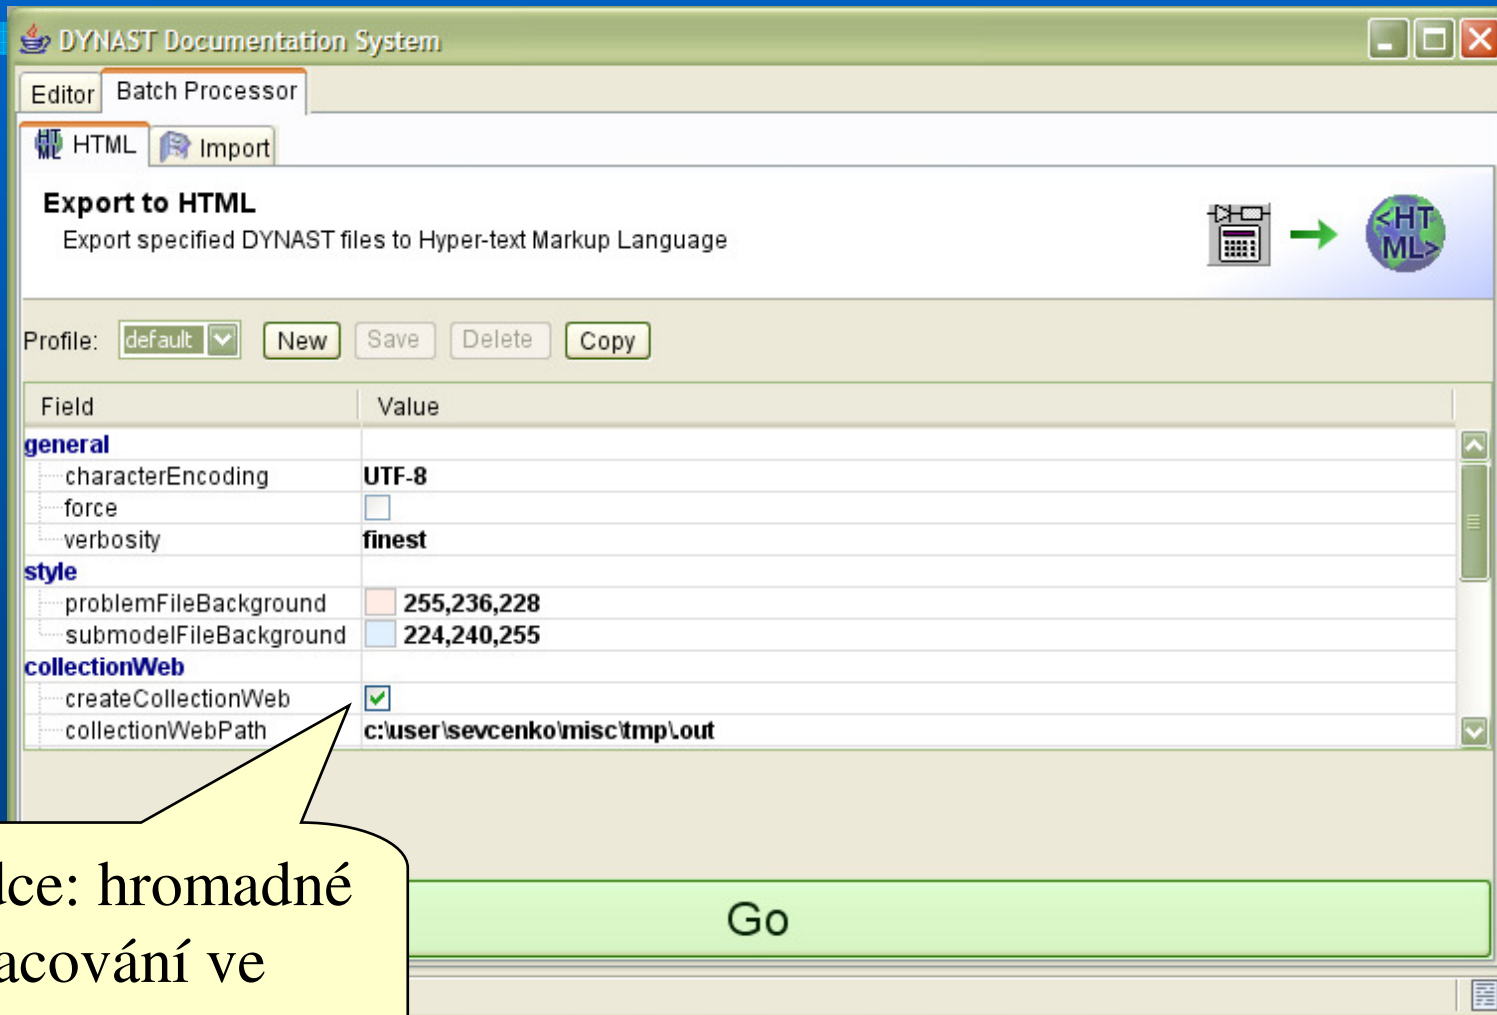 DYNAST Documentation System
Editor Batch Processor
HTML Import
Export to HTML
Export specified DYNAST files to Hyper-text Markup Language
<HT
ML>
Profile: default New Save Delete Copy
Field Value
general
characterEncoding UTF-8
force
verbosity finest
style
problemFileBackground 255,236,228
submodelFileBackground 224,240,255
collectionWeb
createCollectionWeb
collectionWebPath c:\user\sevcenko\misc\tmp\.out
hromadné
ve
Go